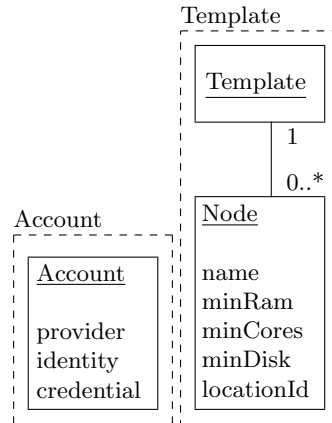 Template
Template
1
0..*
Node
name
minRam
minCores
minDisk
locationId
Account
Account
provider
identity
credential